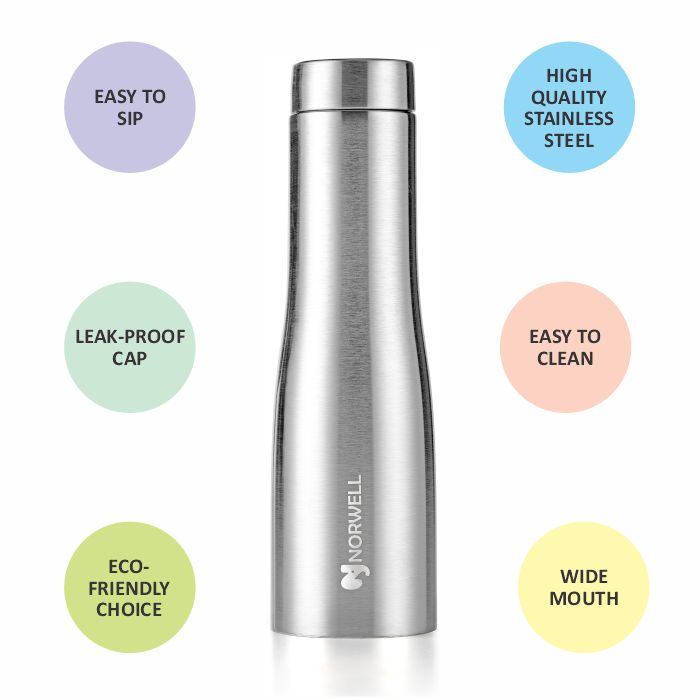 EASY TO
SIP
HIGH
QUALITY
STAINLESS
STEEL
LEAK-PROOF
CAP
EASY TO
CLEAN
NORWELL
ECO-
FRIENDLY
CHOICE
WIDE
MOUTH